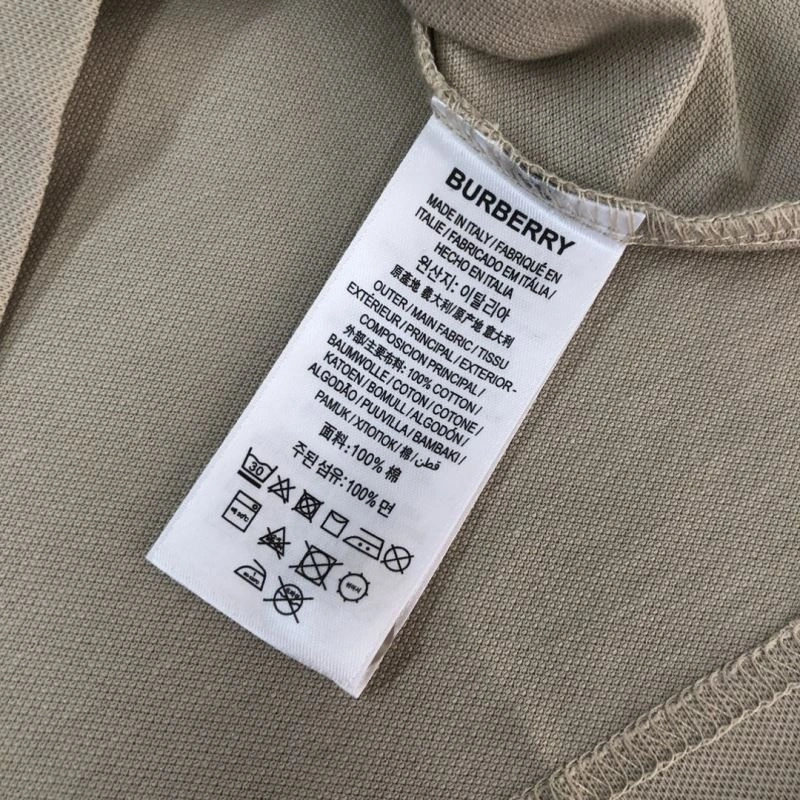 BURBERRY
MADE IN ITALY / FABRIQUÉ EN
ITALIE / FABRICADO EM ITÁLIA /
HECHO EN ITALIA
원산지: 이탈리아
原產地 義大利/ 原产地 意大利
OUTER / MAIN FABRIC / TISSU
EXTÉRIEUR / PRINCIPAL / EXTERIOR -
COMPOSICION PRINCIPAL /
外部/主要布料: 100% COTTON /
BAUMWOLLE / COTON / COTONE /
KATOEN / BOMULL / ALGODÓN /
ALGODÃO / PUUVILLA / BAMBAKI /
PAMUK / ХЛОПОК / 棉 / قطن
面料:100% 棉
주된 섬유:100% 면
30